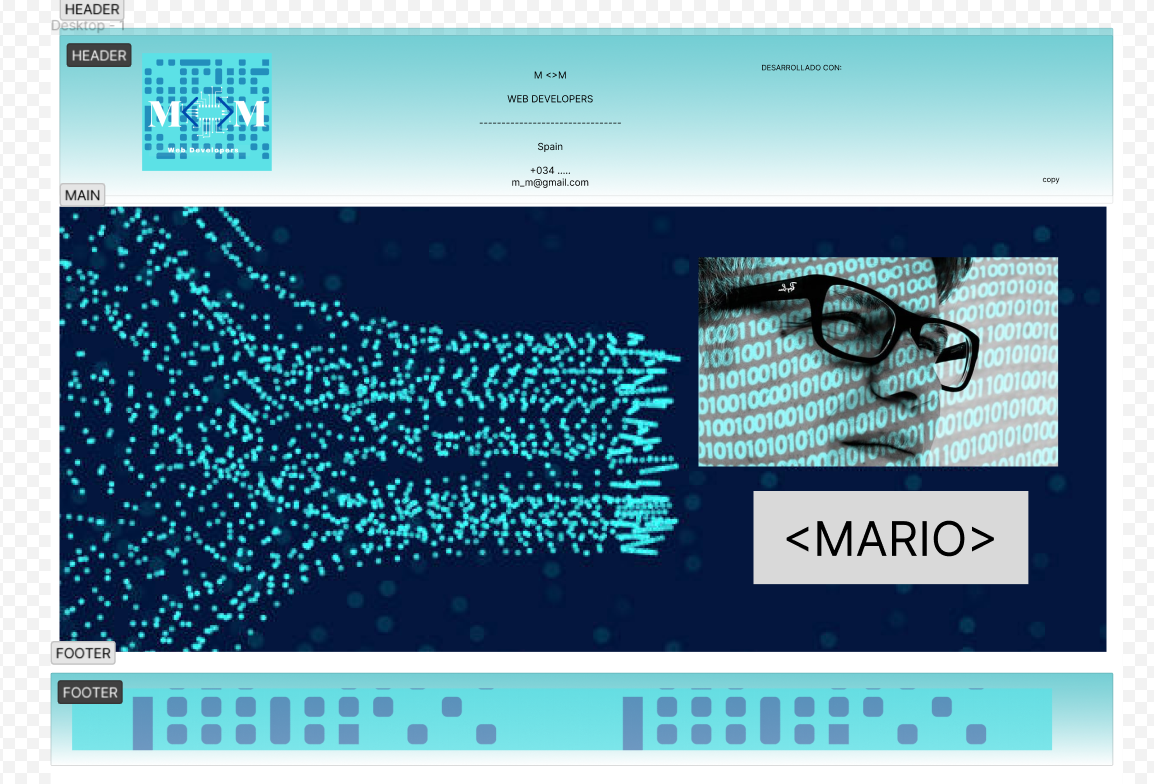 HEADER
Desktop - 1
HEADER
M<>M
Web Developers
M <>M
WEB DEVELOPERS
--------------------------------
Spain
+034 .....
m_m@gmail.com
DESARROLLADO CON:
copy
MAIN
<MARIO>
FOOTER
FOOTER